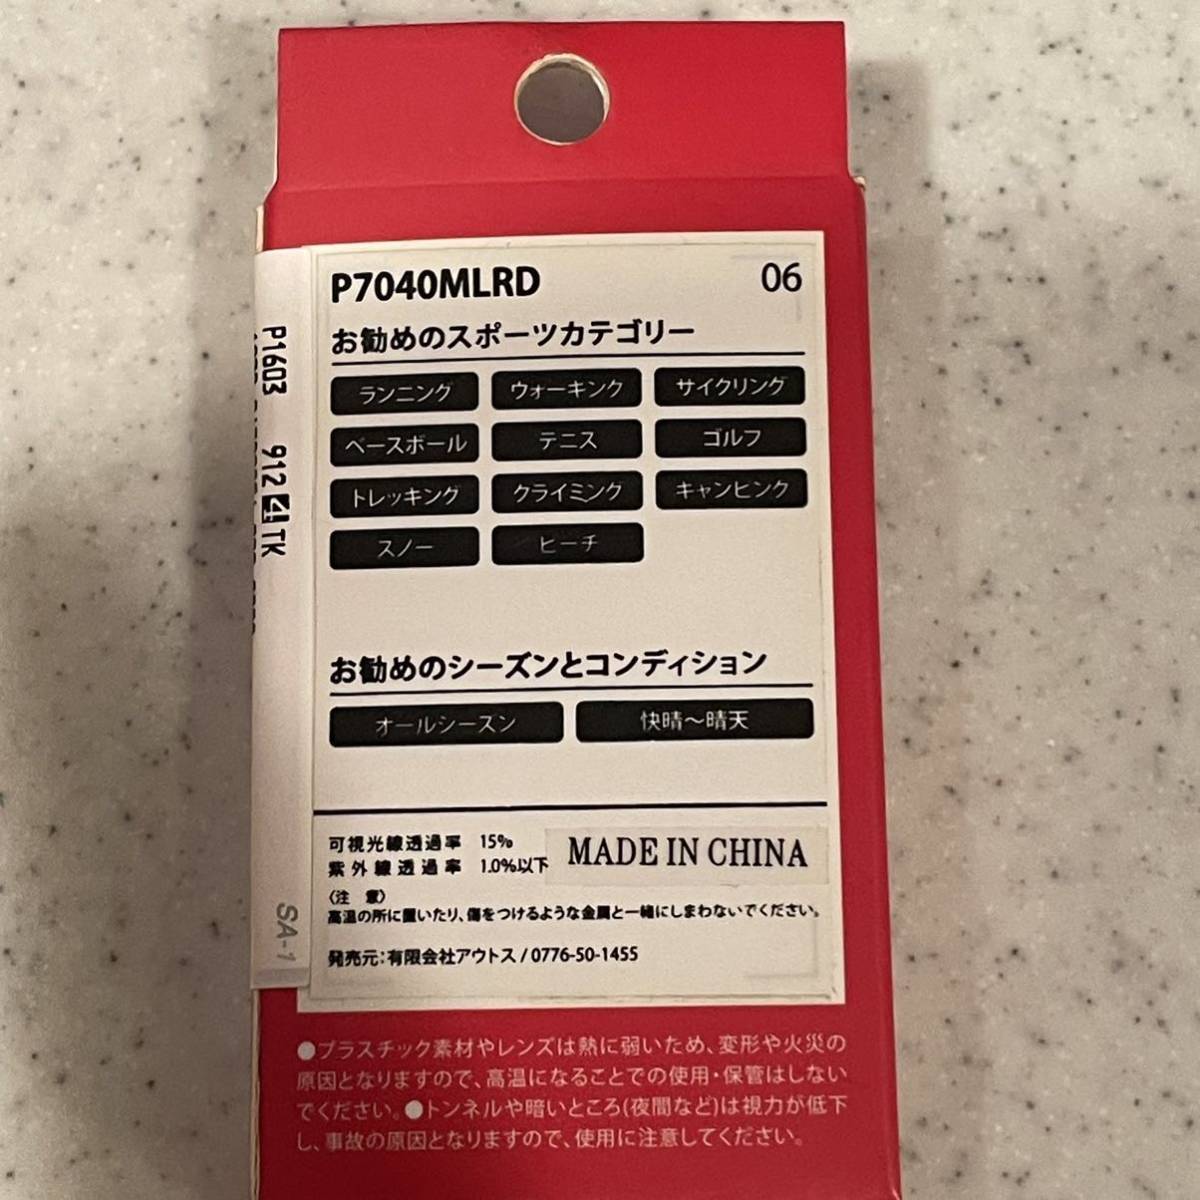 P7040MLRD 06
お勧めのスポーツカテゴリー
ランニング ウォーキング サイクリング
ベースボール テニス ゴルフ
トレッキング クライミング キャンピング
スノー ビーチ
お勧めのシーズンとコンディション
オールシーズン 快晴〜晴天
可視光線透過率 15%
紫外線透過率 1.0%以下
MADE IN CHINA
〈注 意〉
高温の所に置いたり、傷をつけるような金属と一緒にしまわないでください。
発売元:有限会社アウトス/0776-50-1455
P1603 912 4 TK
SA-1
●プラスチック素材やレンズは熱に弱いため、変形や火災の
原因となりますので、高温になることでの使用・保管はしない
でください。●トンネルや暗いところ(夜間など)は視力が低下
し、事故の原因となりますので、使用に注意してください。